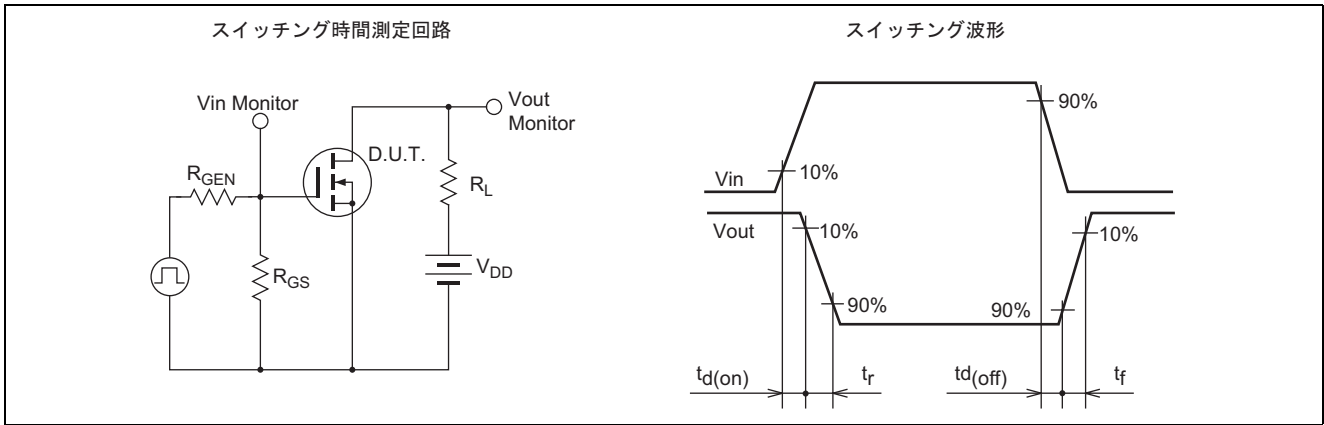 スイッチング時間測定回路
Vin Monitor
Vout
Monitor
D.U.T.
RGEN
RL
RGS
VDD
スイッチング波形
90%
Vin
10%
Vout
10%
10%
90%
90%
td(on)
tr
td(off)
tf